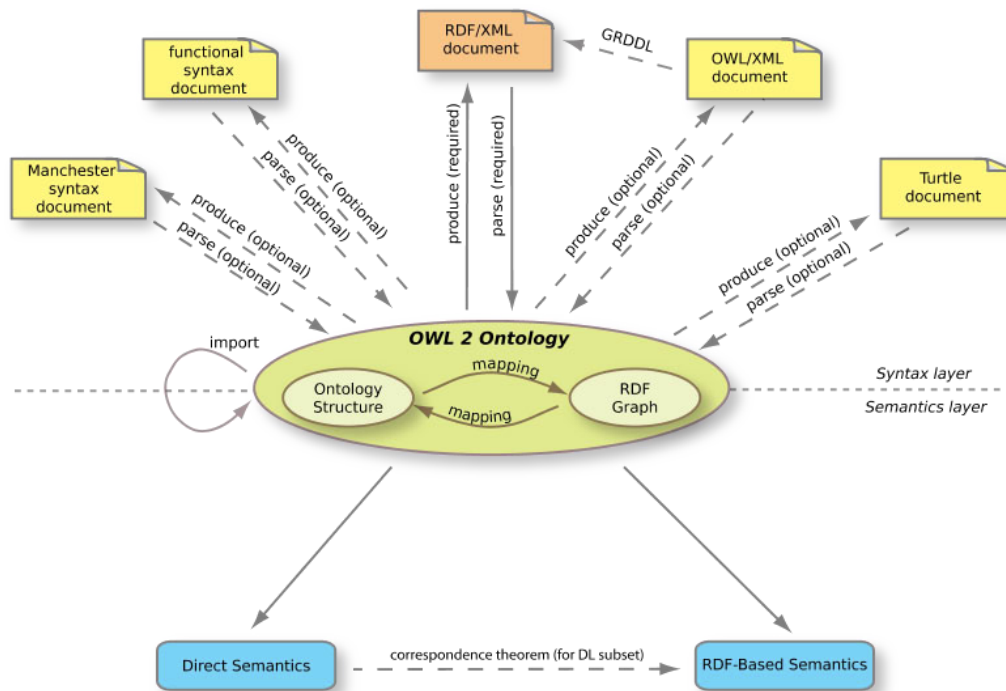 RDF/XML
document
GRDDL
functional
syntax
document
OWL/XML
document
Manchester
syntax
document
Turtle
document
produce (optional)
parse (optional)
produce (optional)
parse (optional)
produce (required)
parse (required)
produce (optional)
parse (optional)
produce (optional)
parse (optional)
OWL 2 Ontology
import
mapping
Ontology
Structure
RDF
Graph
mapping
Syntax layer
Semantics layer
Direct Semantics
correspondence theorem (for DL subset)
RDF-Based Semantics